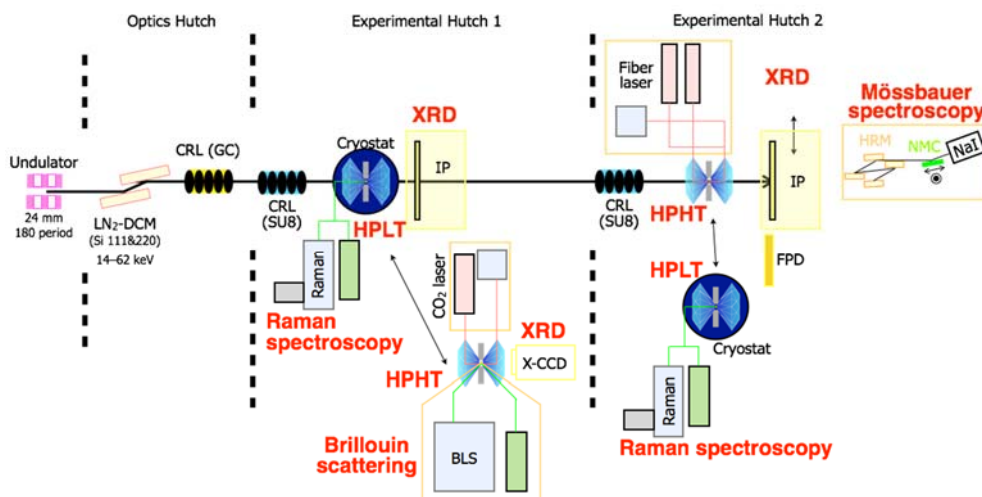 Optics Hutch
Experimental Hutch 1
Experimental Hutch 2
Undulator
24 mm
180 period
LN₂-DCM
(Si 111&220)
14–62 keV
CRL (GC)
CRL
(SU8)
Cryostat
XRD
IP
HPLT
Raman
Raman
spectroscopy
CO₂ laser
HPHT
XRD
X-CCD
Brillouin
scattering
BLS
Fiber
laser
CRL
(SU8)
HPHT
XRD
IP
FPD
HPLT
Cryostat
Raman
Raman spectroscopy
Mössbauer
spectroscopy
HRM
NMC
NaI